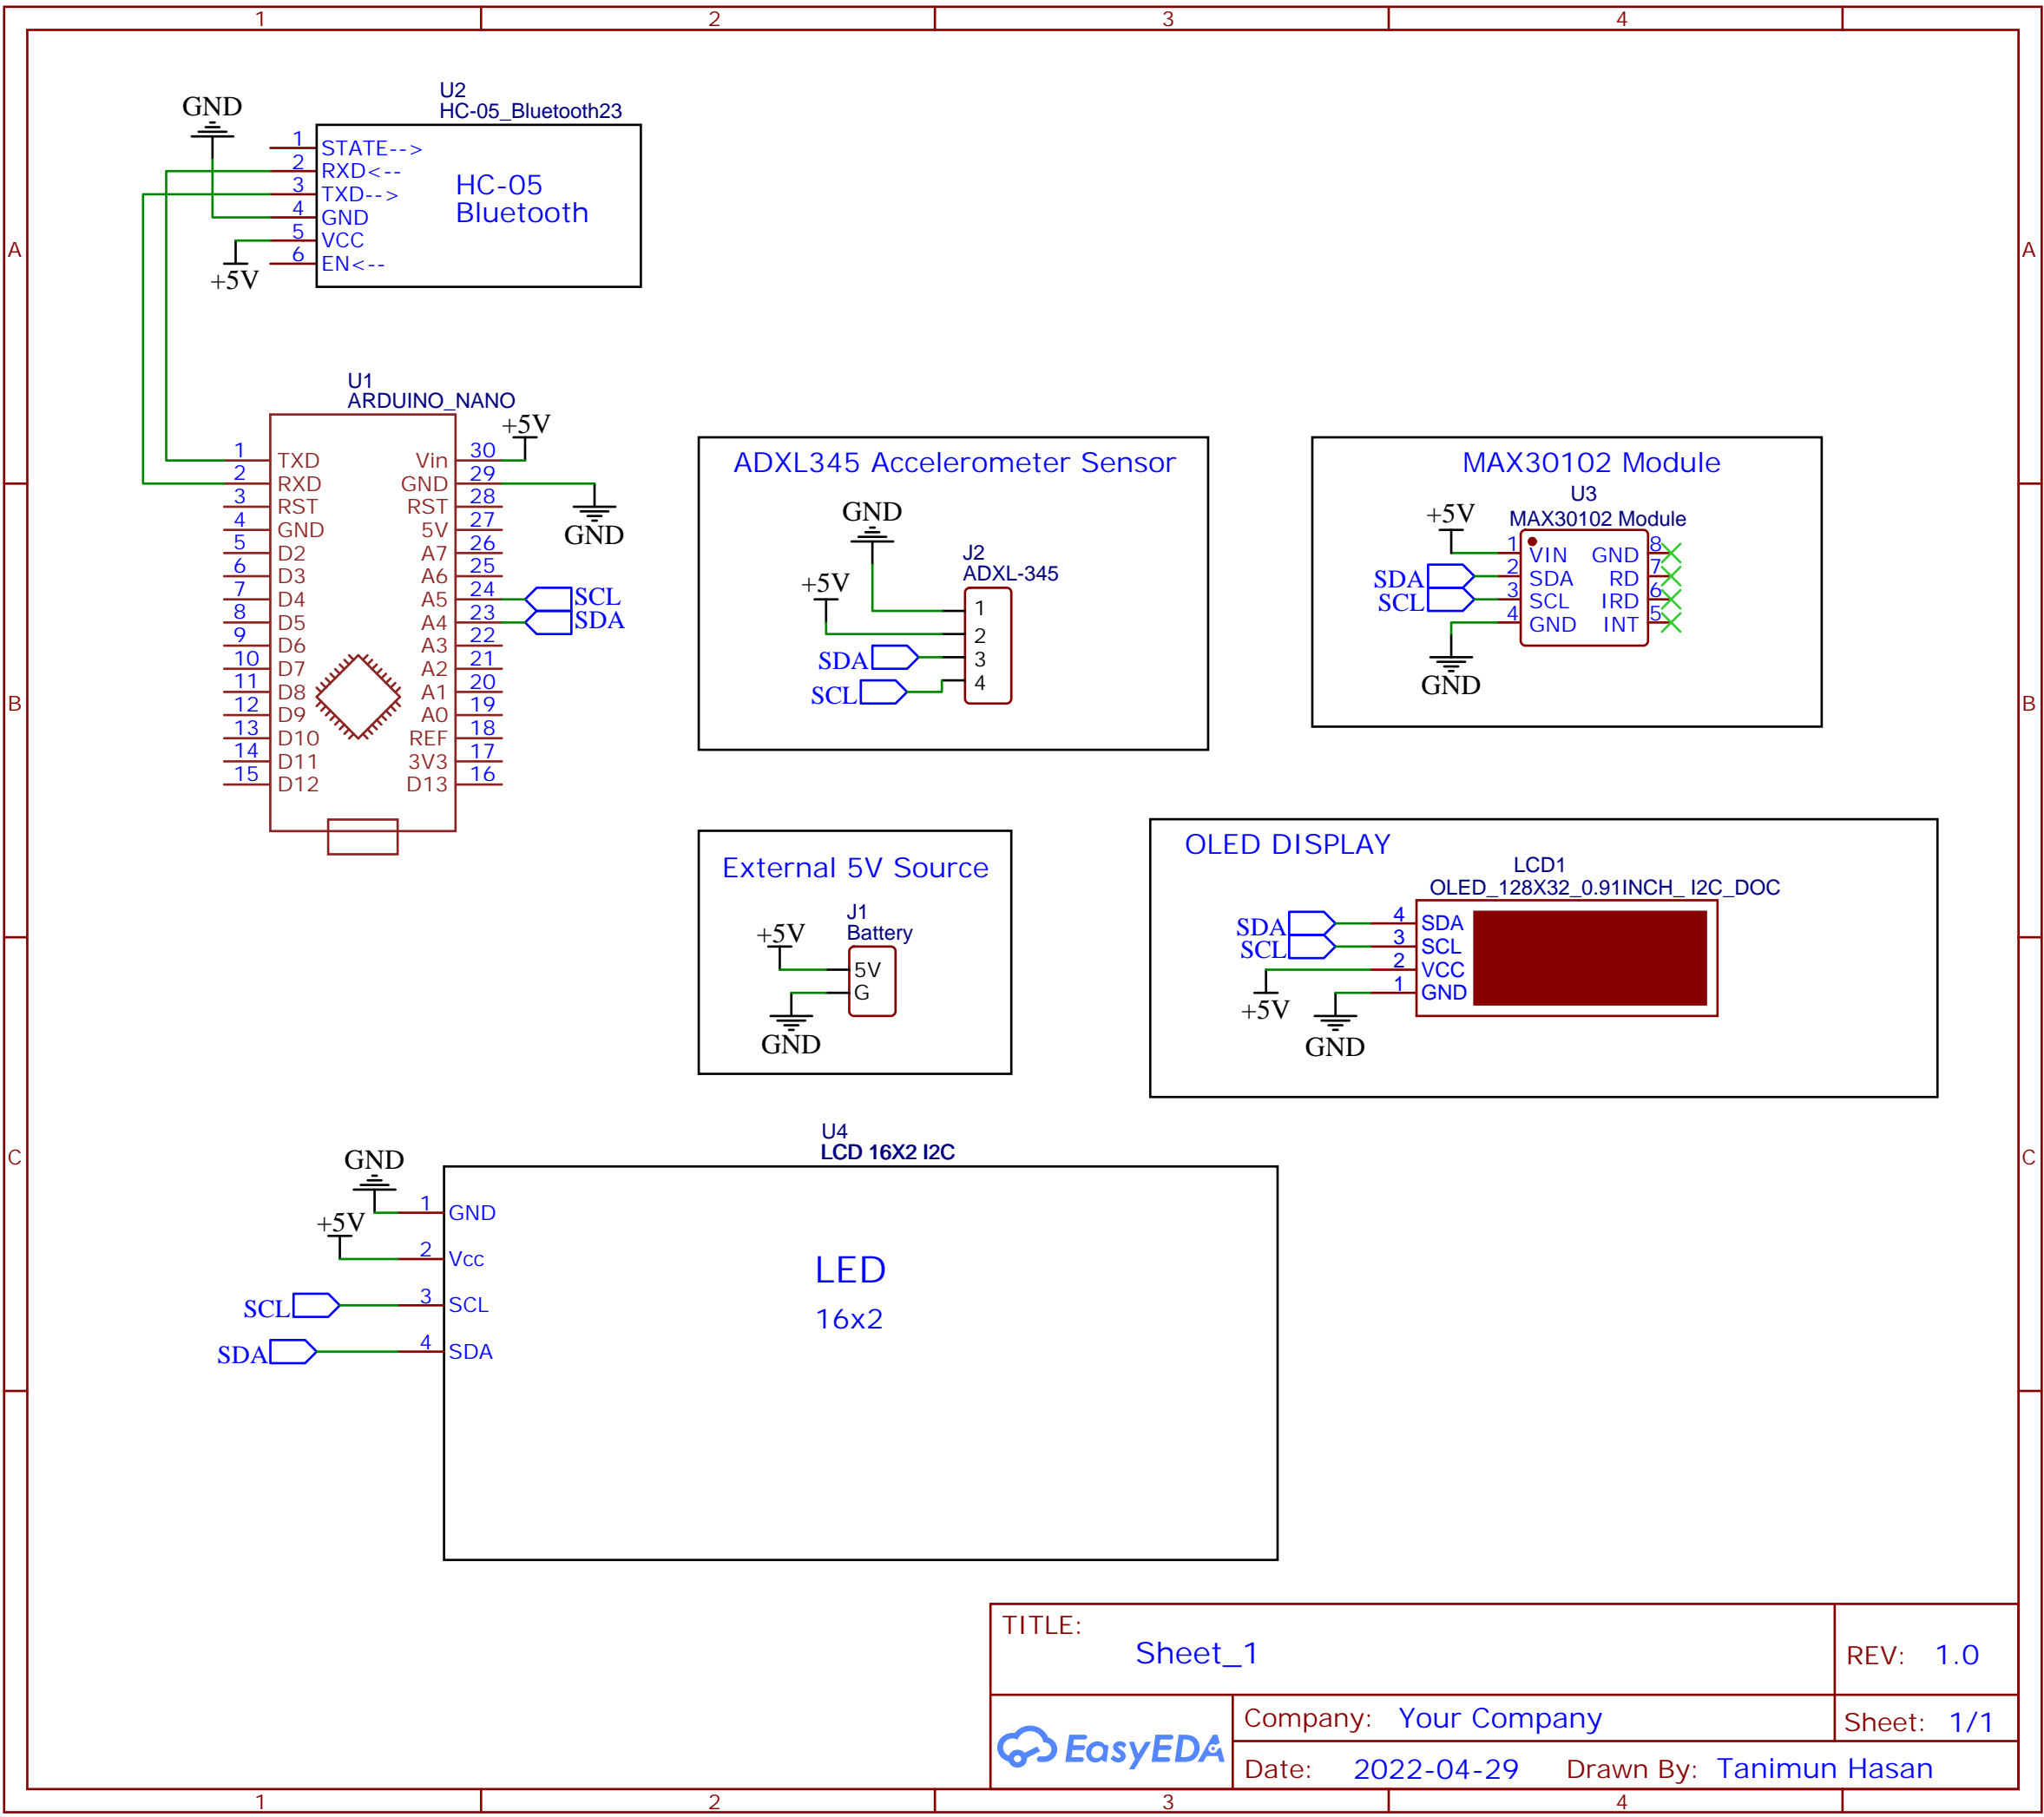 1 2 3 4
A A
B B
C C
U2
HC-05_Bluetooth23
GND
1 STATE-->
2 RXD<--
3 TXD-->
4 GND
5 VCC
6 EN<--
HC-05
Bluetooth
+5V
U1
ARDUINO_NANO
+5V
1 TXD Vin 30
2 RXD GND 29
3 RST RST 28
4 GND 5V 27
5 D2 A7 26
6 D3 A6 25
7 D4 A5 24 SCL
8 D5 A4 23 SDA
9 D6 A3 22
10 D7 A2 21
11 D8 A1 20
12 D9 A0 19
13 D10 REF 18
14 D11 3V3 17
15 D12 D13 16
GND
ADXL345 Accelerometer Sensor
GND
J2
ADXL-345
+5V
1
2
SDA 3
SCL 4
MAX30102 Module
U3
MAX30102 Module
+5V
1 VIN GND 8
SDA 2 SDA RD 7
SCL 3 SCL IRD 6
4 GND INT 5
GND
External 5V Source
J1
Battery
+5V
5V
G
GND
OLED DISPLAY
LCD1
OLED_128X32_0.91INCH_ I2C_DOC
SDA 4 SDA
SCL 3 SCL
2 VCC
1 GND
+5V
GND
U4
LCD 16X2 I2C
GND
1 GND
+5V
2 Vcc
SCL 3 SCL
SDA 4 SDA
LED
16x2
TITLE:
Sheet_1
REV: 1.0
EasyEDA
Company: Your Company
Sheet: 1/1
Date: 2022-04-29 Drawn By: Tanimun Hasan
1 2 3 4